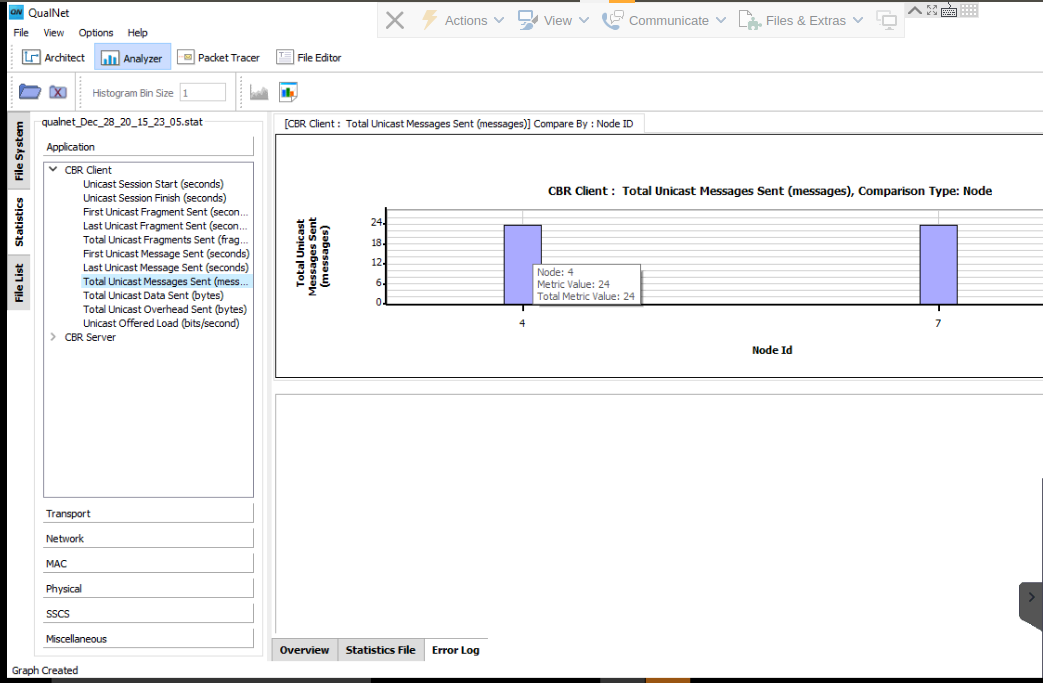 QN QualNet
File View Options Help
Actions View Communicate Files & Extras
Architect Analyzer Packet Tracer File Editor
Histogram Bin Size 1
File System
Statistics
File List
qualnet_Dec_28_20_15_23_05.stat
Application
CBR Client
Unicast Session Start (seconds)
Unicast Session Finish (seconds)
First Unicast Fragment Sent (secon...
Last Unicast Fragment Sent (secon...
Total Unicast Fragments Sent (frag...
First Unicast Message Sent (seconds)
Last Unicast Message Sent (seconds)
Total Unicast Messages Sent (mess...
Total Unicast Data Sent (bytes)
Total Unicast Overhead Sent (bytes)
Unicast Offered Load (bits/second)
CBR Server
Transport
Network
MAC
Physical
SSCS
Miscellaneous
[CBR Client : Total Unicast Messages Sent (messages)] Compare By : Node ID
CBR Client : Total Unicast Messages Sent (messages), Comparison Type: Node
Total Unicast
Messages Sent
(messages)
24
18
12
6
0
Node: 4
Metric Value: 24
Total Metric Value: 24
4 7
Node Id
Overview Statistics File Error Log
Graph Created